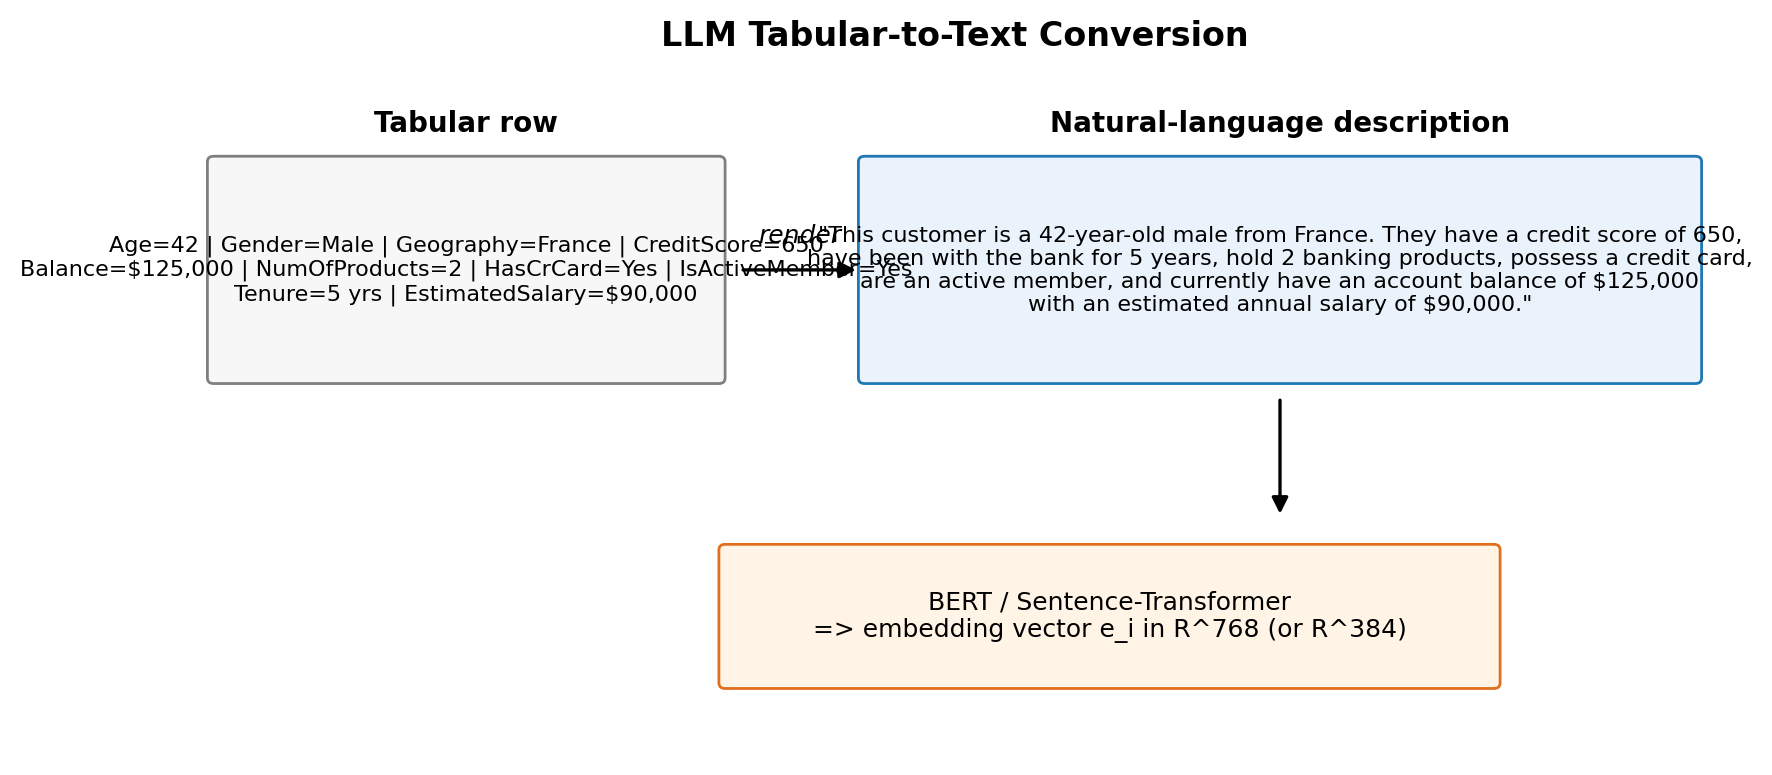 LLM Tabular-to-Text Conversion
Tabular row
Natural-language description
Age=42 | Gender=Male | Geography=France | CreditScore=650
Balance=$125,000 | NumOfProducts=2 | HasCrCard=Yes | IsActiveMember=Yes
Tenure=5 yrs | EstimatedSalary=$90,000
render
"This customer is a 42-year-old male from France. They have a credit score of 650,
have been with the bank for 5 years, hold 2 banking products, possess a credit card,
are an active member, and currently have an account balance of $125,000
with an estimated annual salary of $90,000."
BERT / Sentence-Transformer
=> embedding vector e_i in R^768 (or R^384)